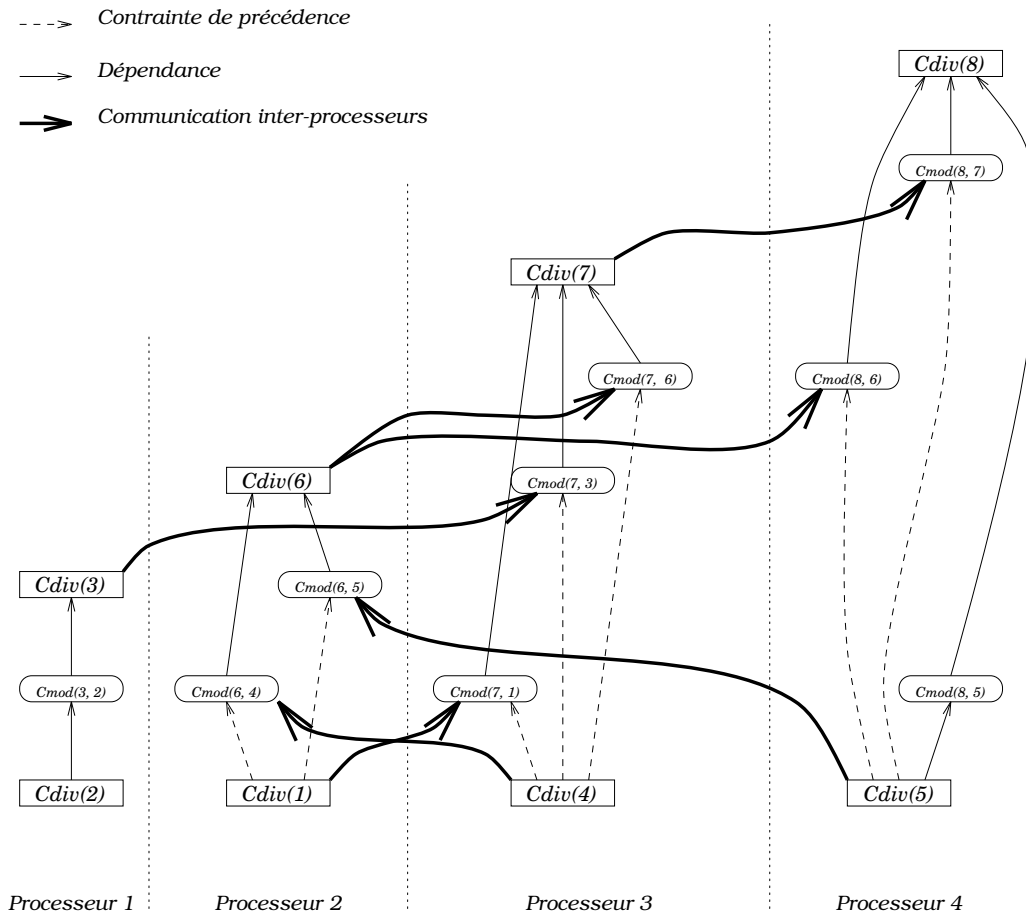 Contrainte de précédence
Dépendance
Communication inter-processeurs
Cdiv(8)
Cmod(8, 7)
Cdiv(7)
Cmod(7, 6)
Cmod(8, 6)
Cdiv(6)
Cmod(7, 3)
Cdiv(3)
Cmod(6, 5)
Cmod(3, 2)
Cmod(6, 4)
Cmod(7, 1)
Cmod(8, 5)
Cdiv(2)
Cdiv(1)
Cdiv(4)
Cdiv(5)
Processeur 1
Processeur 2
Processeur 3
Processeur 4